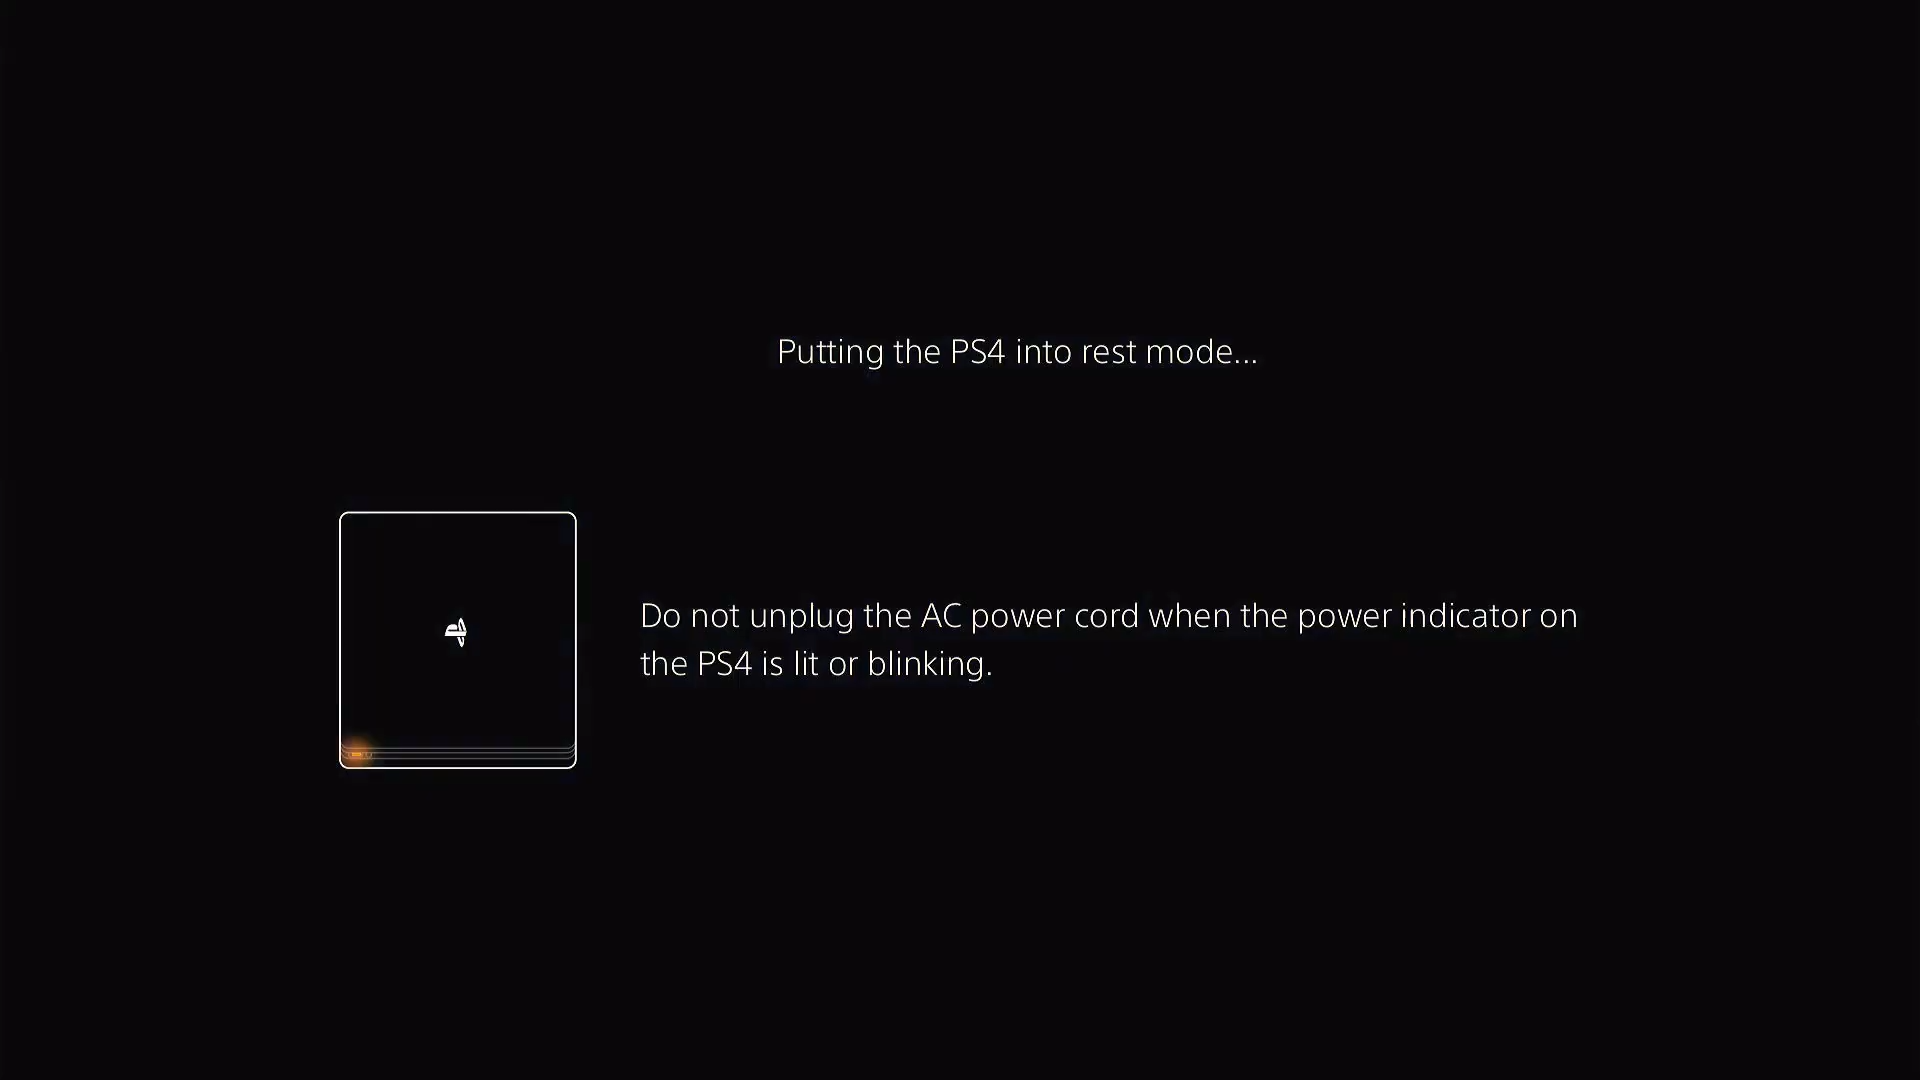 Putting the PS4 into rest mode...
Do not unplug the AC power cord when the power indicator on
the PS4 is lit or blinking.